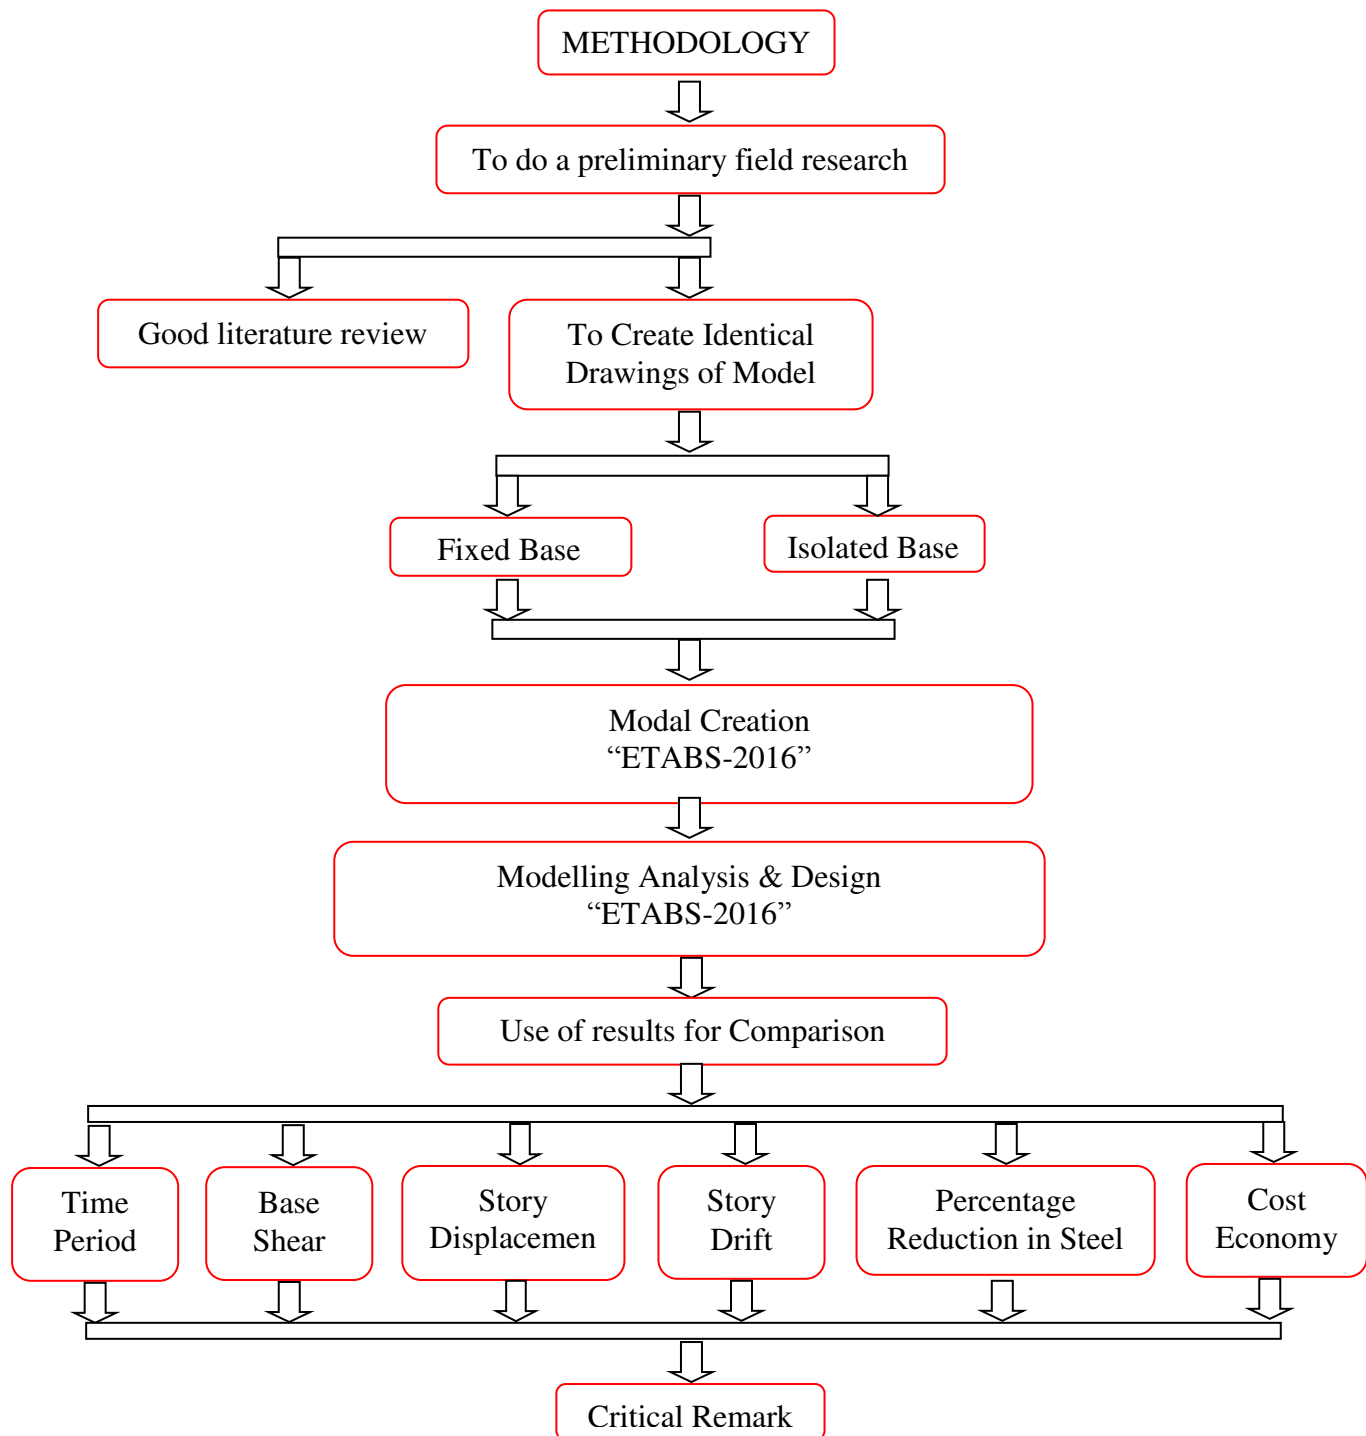 METHODOLOGY
To do a preliminary field research
Good literature review
To Create Identical
Drawings of Model
Fixed Base
Isolated Base
Modal Creation
“ETABS-2016”
Modelling Analysis & Design
“ETABS-2016”
Use of results for Comparison
Time
Period
Base
Shear
Story
Displacemen
Story
Drift
Percentage
Reduction in Steel
Cost
Economy
Critical Remark